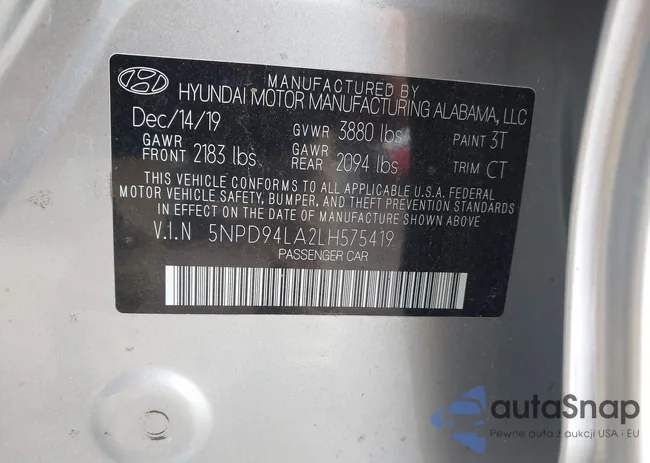 MANUFACTURED BY
HYUNDAI MOTOR MANUFACTURING ALABAMA, LLC
Dec/14/19 GVWR 3880 lbs PAINT 3T
GAWR FRONT 2183 lbs GAWR REAR 2094 lbs TRIM CT
THIS VEHICLE CONFORMS TO ALL APPLICABLE U.S.A. FEDERAL
MOTOR VEHICLE SAFETY, BUMPER, AND THEFT PREVENTION STANDARDS
IN EFFECT ON THE DATE OF MANUFACTURE SHOWN ABOVE
V.I.N 5NPD94LA2LH575419
PASSENGER CAR
autoSnap
Pewne auta z aukcji USA i EU